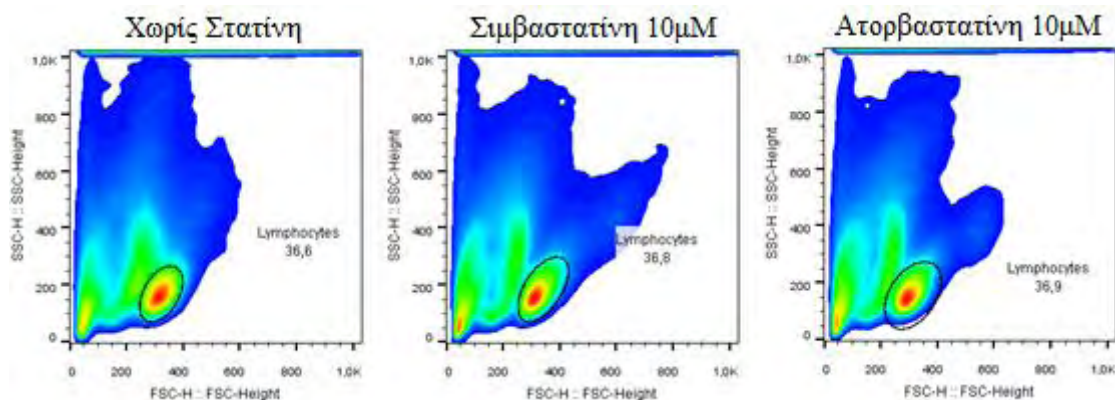 Χωρίς Στατίνη
Σιμβαστατίνη 10μΜ
Ατορβαστατίνη 10μΜ
SSC-H :: SSC-Height
1,0K
800
600
400
200
0
Lymphocytes
36,6
0 200 400 600 800 1,0K
FSC-H :: FSC-Height
SSC-H :: SSC-Height
1,0K
800
600
400
200
0
Lymphocytes
36,8
0 200 400 600 800 1,0K
FSC-H :: FSC-Height
SSC-H :: SSC-Height
1,0K
800
600
400
200
0
Lymphocytes
36,9
0 200 400 600 800 1,0K
FSC-H :: FSC-Height